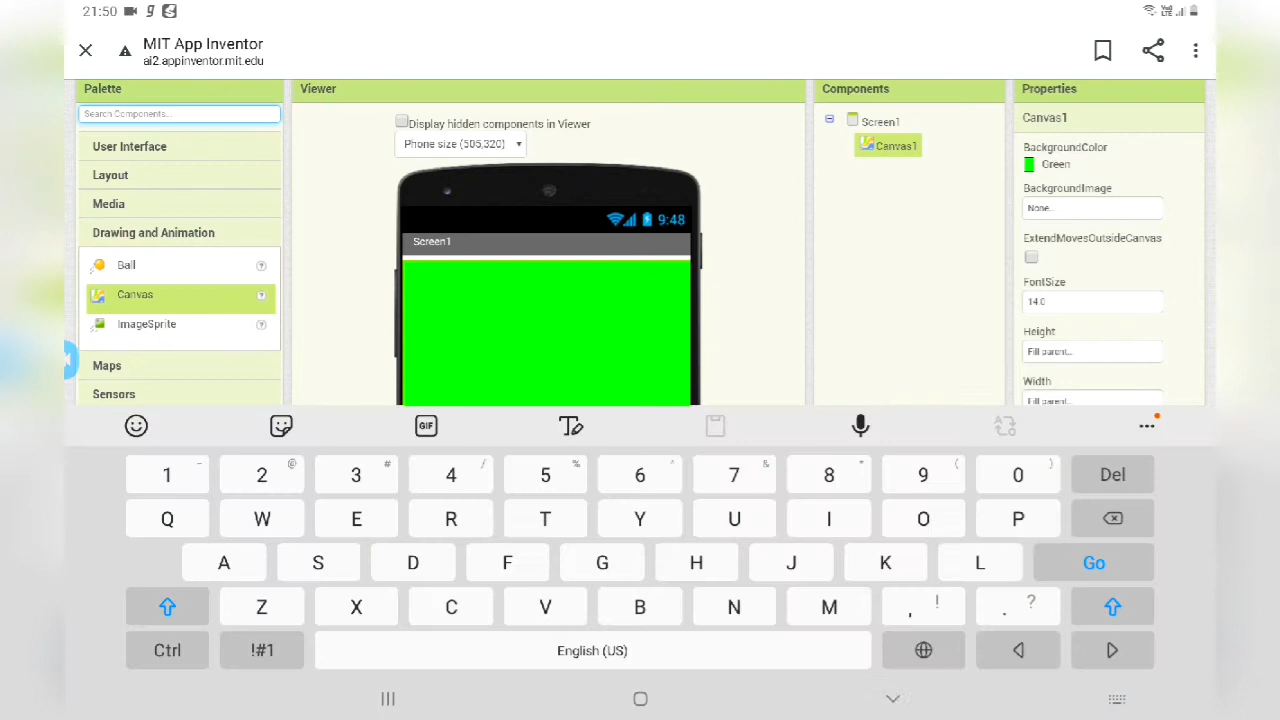 21:50
MIT App Inventor
ai2.appinventor.mit.edu
Palette
Search Components...
User Interface
Layout
Media
Drawing and Animation
Ball ?
Canvas ?
ImageSprite ?
Maps
Sensors
Viewer
Display hidden components in Viewer
Phone size (505,320)
9:48
Screen1
Components
Screen1
Canvas1
Properties
Canvas1
BackgroundColor
Green
BackgroundImage
None...
ExtendMovesOutsideCanvas
FontSize
14.0
Height
Fill parent...
Width
Fill parent...
GIF
1 - 2 @ 3 # 4 / 5 % 6 ^ 7 & 8 * 9 ( 0 ) Del
Q W E R T Y U I O P
A S D F G H J K L Go
Z X C V B N M , ! . ?
Ctrl !#1 English (US)